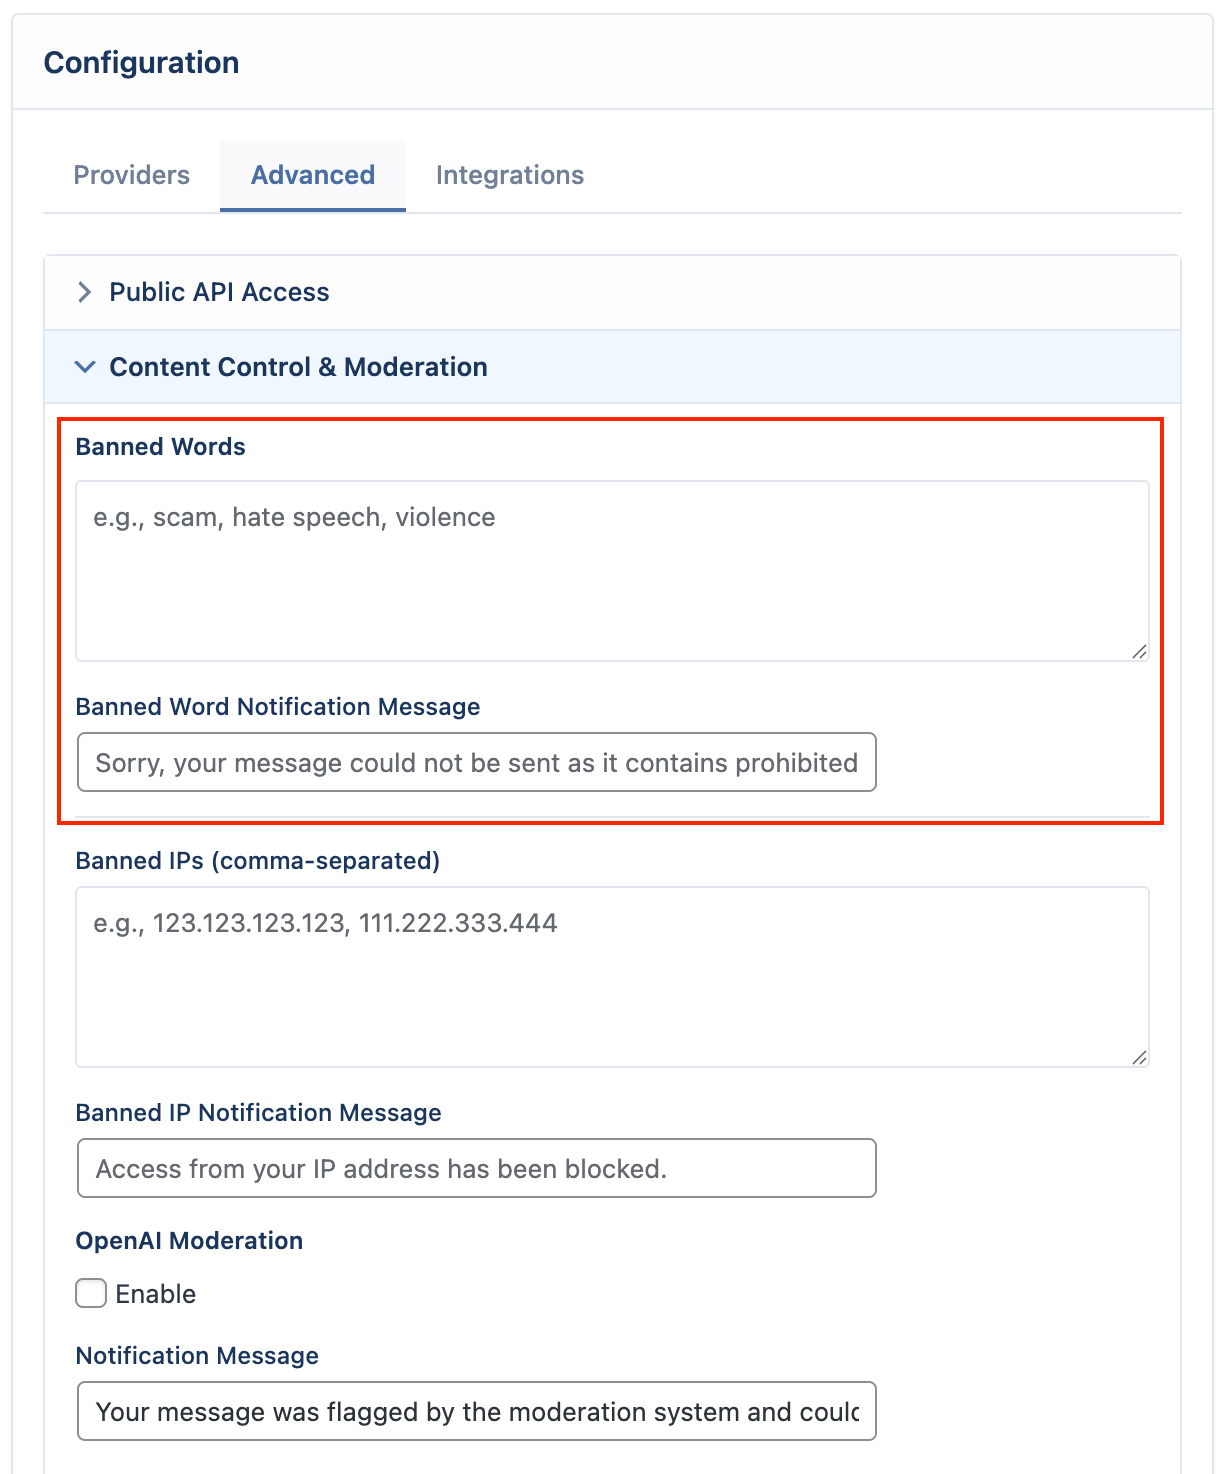 Configuration
Providers Advanced Integrations
Public API Access
Content Control & Moderation
Banned Words
e.g., scam, hate speech, violence
Banned Word Notification Message
Sorry, your message could not be sent as it contains prohibited
Banned IPs (comma-separated)
e.g., 123.123.123.123, 111.222.333.444
Banned IP Notification Message
Access from your IP address has been blocked.
OpenAI Moderation
Enable
Notification Message
Your message was flagged by the moderation system and could